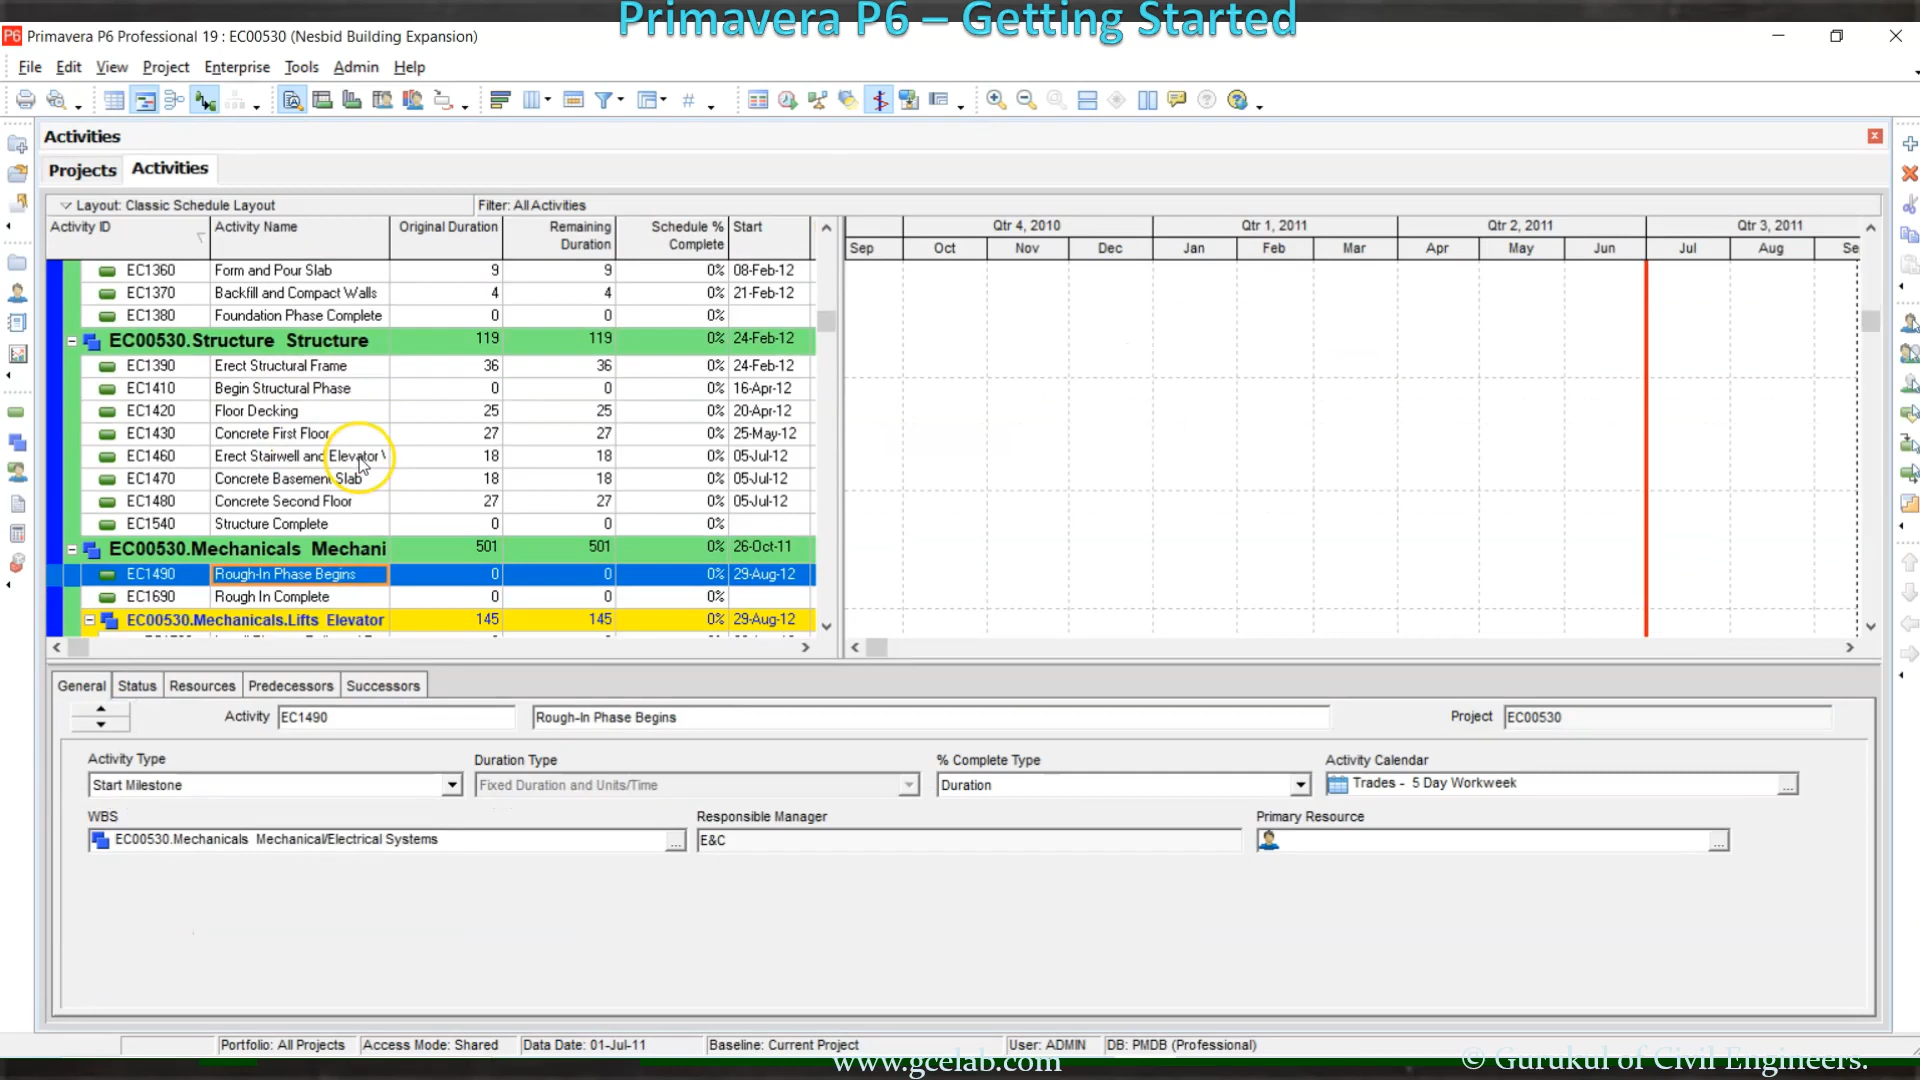 Primavera P6 – Getting Started
P6 Primavera P6 Professional 19 : EC00530 (Nesbid Building Expansion)
File Edit View Project Enterprise Tools Admin Help
Activities
Projects Activities
Layout: Classic Schedule Layout Filter: All Activities
Activity ID Activity Name Original Duration Remaining Duration Schedule % Complete Start
Qtr 4, 2010 Qtr 1, 2011 Qtr 2, 2011 Qtr 3, 2011
Sep Oct Nov Dec Jan Feb Mar Apr May Jun Jul Aug Se
EC1360 Form and Pour Slab 9 9 0% 08-Feb-12
EC1370 Backfill and Compact Walls 4 4 0% 21-Feb-12
EC1380 Foundation Phase Complete 0 0 0%
EC00530.Structure Structure 119 119 0% 24-Feb-12
EC1390 Erect Structural Frame 36 36 0% 24-Feb-12
EC1410 Begin Structural Phase 0 0 0% 16-Apr-12
EC1420 Floor Decking 25 25 0% 20-Apr-12
EC1430 Concrete First Floor 27 27 0% 25-May-12
EC1460 Erect Stairwell and Elevator 18 18 0% 05-Jul-12
EC1470 Concrete Basement Slab 18 18 0% 05-Jul-12
EC1480 Concrete Second Floor 27 27 0% 05-Jul-12
EC1540 Structure Complete 0 0 0%
EC00530.Mechanicals Mechani 501 501 0% 26-Oct-11
EC1490 Rough-In Phase Begins 0 0 0% 29-Aug-12
EC1690 Rough In Complete 0 0 0%
EC00530.Mechanicals.Lifts Elevator 145 145 0% 29-Aug-12
General Status Resources Predecessors Successors
Activity EC1490 Rough-In Phase Begins Project EC00530
Activity Type Duration Type % Complete Type Activity Calendar
Start Milestone Fixed Duration and Units/Time Duration Trades - 5 Day Workweek
WBS Responsible Manager Primary Resource
EC00530.Mechanicals Mechanical/Electrical Systems E&C
Portfolio: All Projects Access Mode: Shared Data Date: 01-Jul-11 Baseline: Current Project User: ADMIN DB: PMDB (Professional)
www.gcelab.com © Gurukul of Civil Engineers.